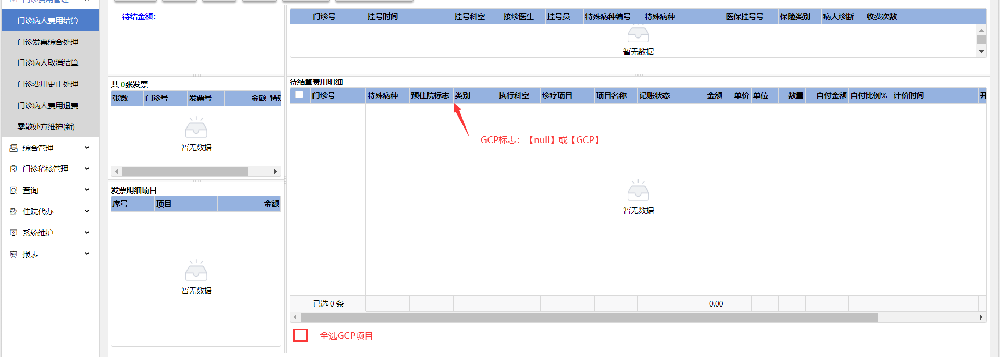 门诊费用管理
门诊病人费用结算
门诊发票综合处理
门诊病人取消结算
门诊费用更正处理
门诊病人费用退费
零散处方维护(新)
综合管理
门诊稽核管理
查询
住院代办
系统维护
报表
待结金额：
共 0张发票
张数 门诊号 发票号 金额 特殊
暂无数据
发票明细项目
序号 项目 金额
暂无数据
门诊号 挂号时间 挂号科室 接诊医生 挂号员 特殊病种编号 特殊病种 医保挂号号 保险类别 病人诊断 收费次数
暂无数据
待结算费用明细
门诊号 特殊病种 预住院标志 类别 执行科室 诊疗项目 项目名称 记账状态 金额 单价 单位 数量 自付金额 自付比例% 计价时间 开
GCP标志：【null】或【GCP】
暂无数据
已选 0 条 0.00
全选GCP项目